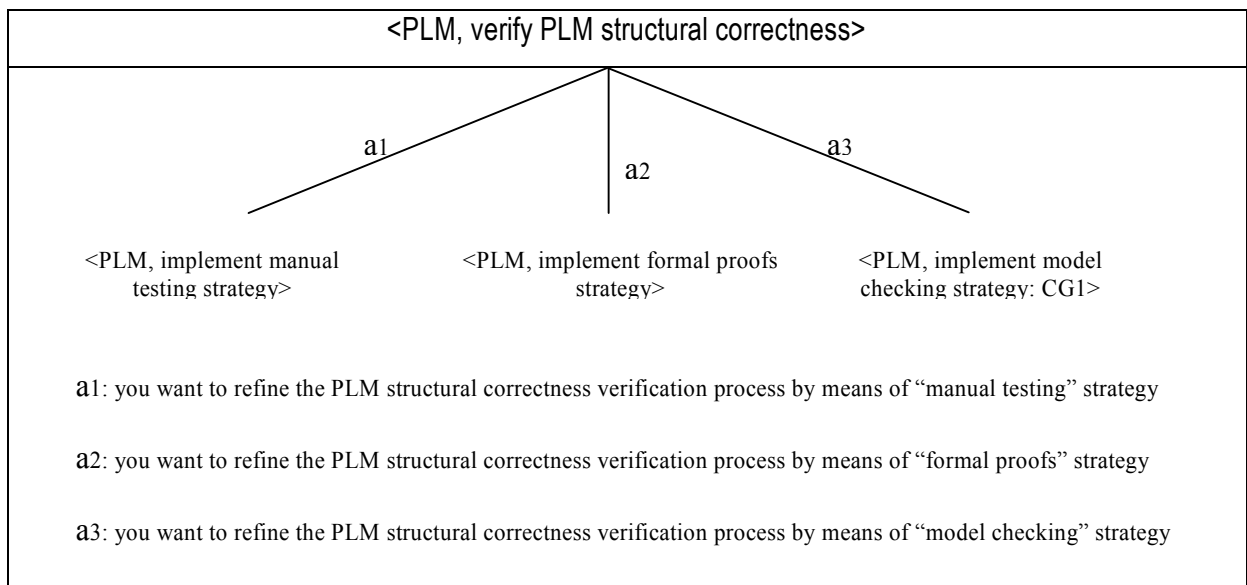 <PLM, verify PLM structural correctness>
a1
a2
a3
<PLM, implement manual
testing strategy>
<PLM, implement formal proofs
strategy>
<PLM, implement model
checking strategy: CG1>
a1: you want to refine the PLM structural correctness verification process by means of “manual testing” strategy
a2: you want to refine the PLM structural correctness verification process by means of “formal proofs” strategy
a3: you want to refine the PLM structural correctness verification process by means of “model checking” strategy